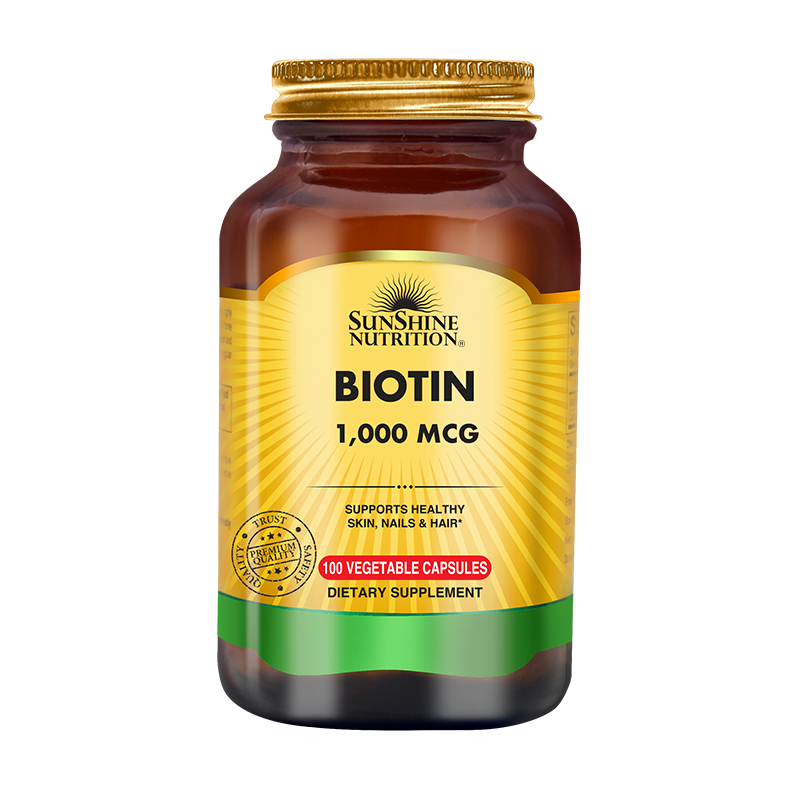 SUNSHINE
NUTRITION®
BIOTIN
1,000 MCG
SUPPORTS HEALTHY
SKIN, NAILS & HAIR*
TRUST
PREMIUM
QUALITY
QUALITY
SAFETY
100 VEGETABLE CAPSULES
DIETARY SUPPLEMENT